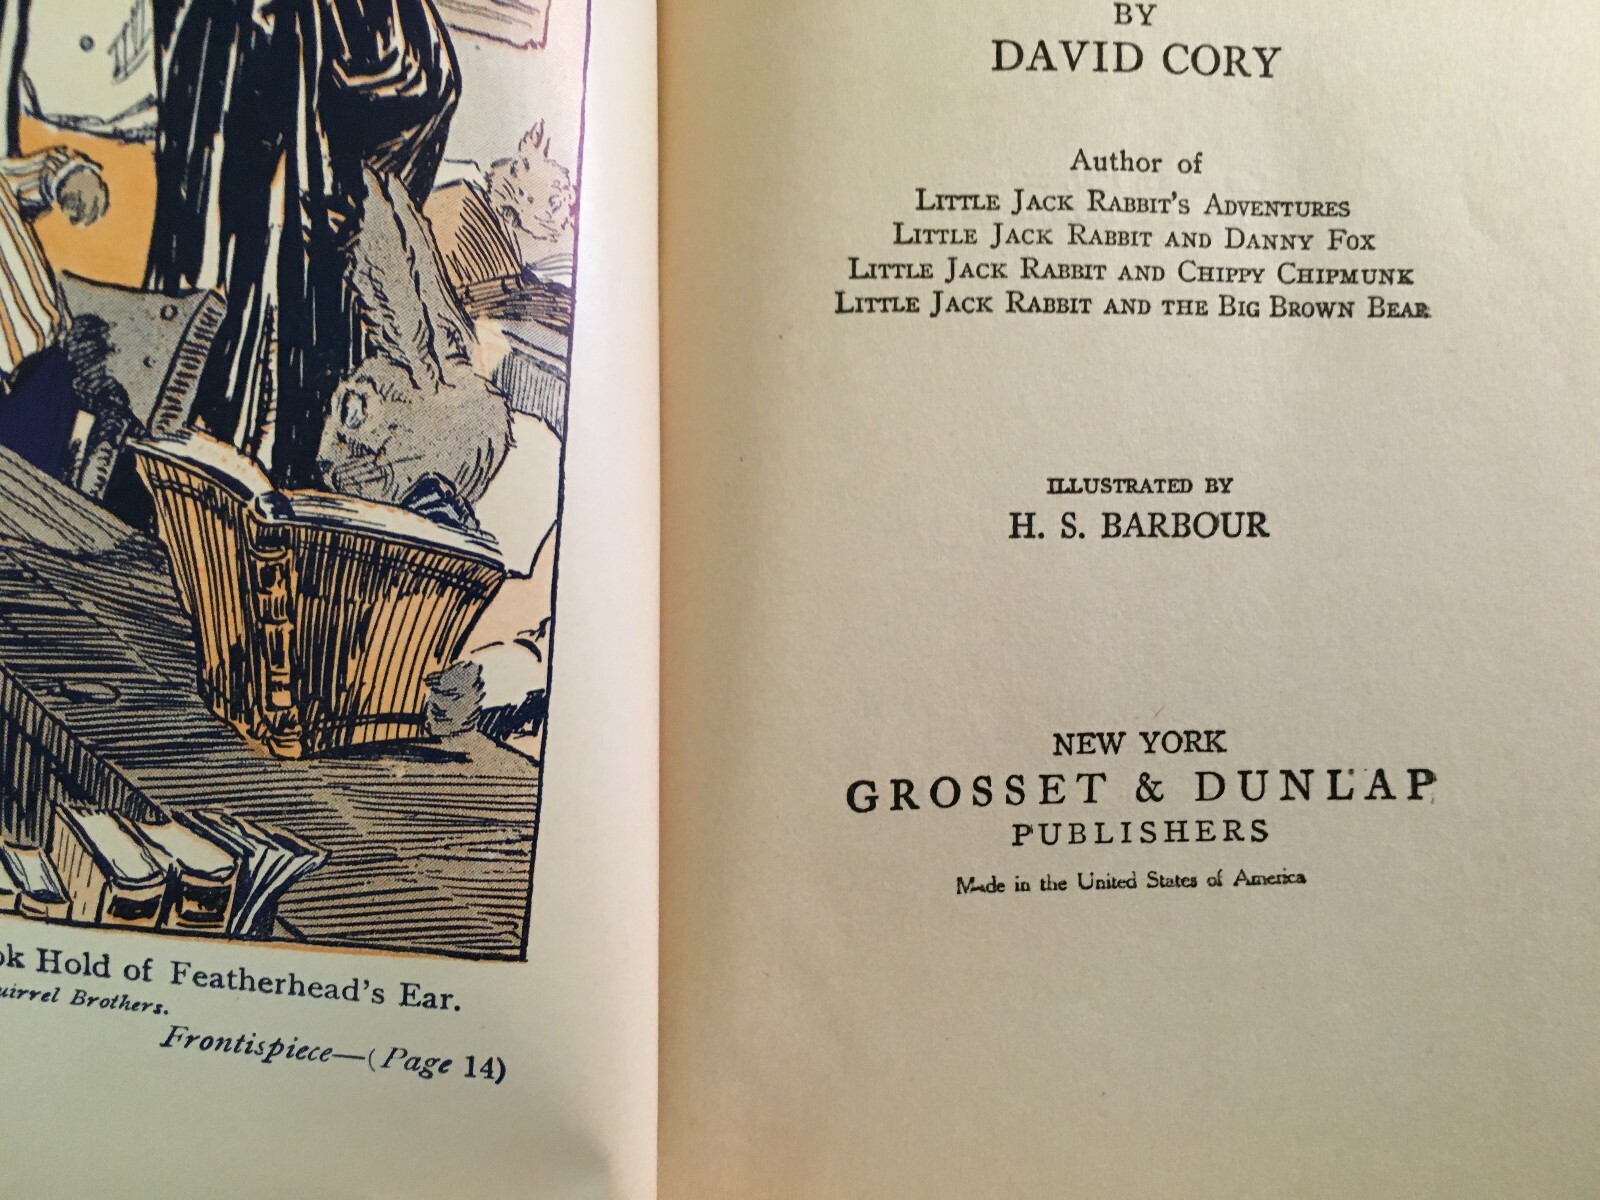 Hold of Featherhead's Ear.
Brothers.
Frontispiece—(Page 14)
BY
DAVID CORY
Author of
LITTLE JACK RABBIT'S ADVENTURES
LITTLE JACK RABBIT AND DANNY FOX
LITTLE JACK RABBIT AND CHIPPY CHIPMUNK
LITTLE JACK RABBIT AND THE BIG BROWN BEAR
ILLUSTRATED BY
H. S. BARBOUR
NEW YORK
GROSSET & DUNLAP
PUBLISHERS
Made in the United States of America